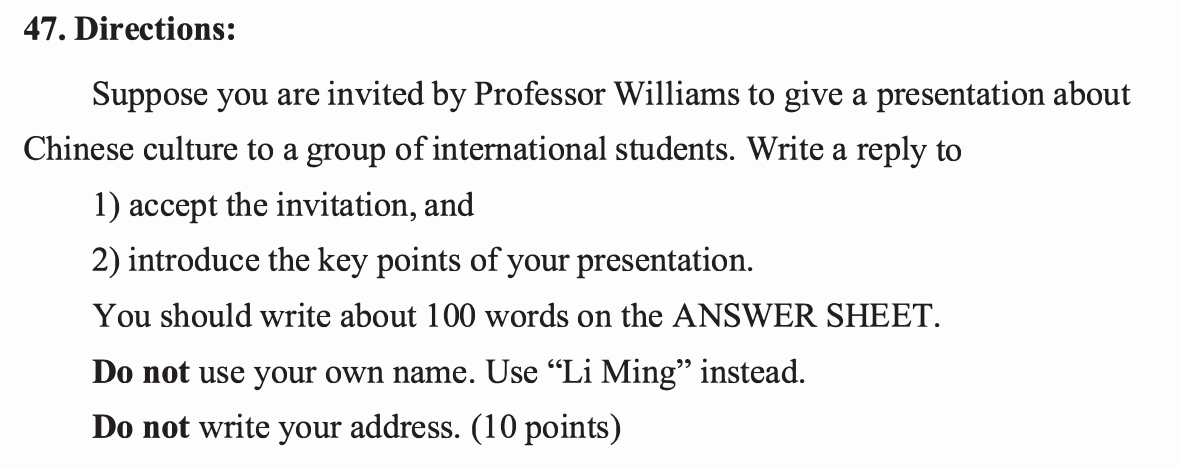 47. Directions:
Suppose you are invited by Professor Williams to give a presentation about
Chinese culture to a group of international students. Write a reply to
1) accept the invitation, and
2) introduce the key points of your presentation.
You should write about 100 words on the ANSWER SHEET.
Do not use your own name. Use “Li Ming” instead.
Do not write your address. (10 points)